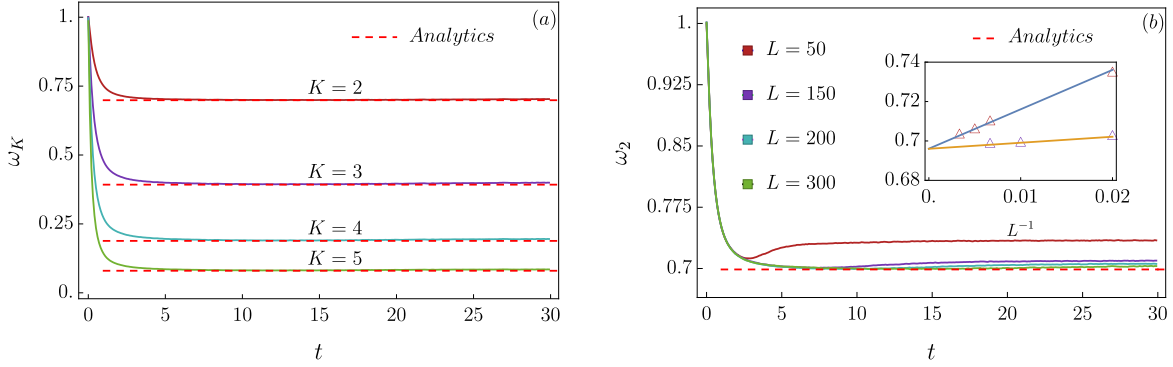 (a)
Analytics
1.
0.75
0.5
0.25
0.
ω_K
K = 2
K = 3
K = 4
K = 5
0 5 10 15 20 25 30
t
(b)
Analytics
1.
0.925
0.85
0.775
0.7
ω_2
L = 50
L = 150
L = 200
L = 300
0.74
0.72
0.7
0.68
0. 0.01 0.02
L^{-1}
0 5 10 15 20 25 30
t